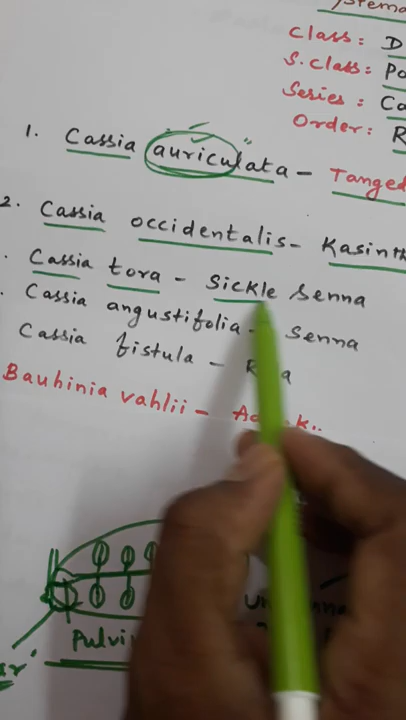 Class: D
S.class: Po
Series: Ca
Order: R
1. Cassia auriculata - Tanged
2. Cassia occidentalis - Kasinth
Cassia tora - Sickle Senna
Cassia angustifolia - Senna
Cassia fistula -
Bauhinia vahlii -
Pulvi